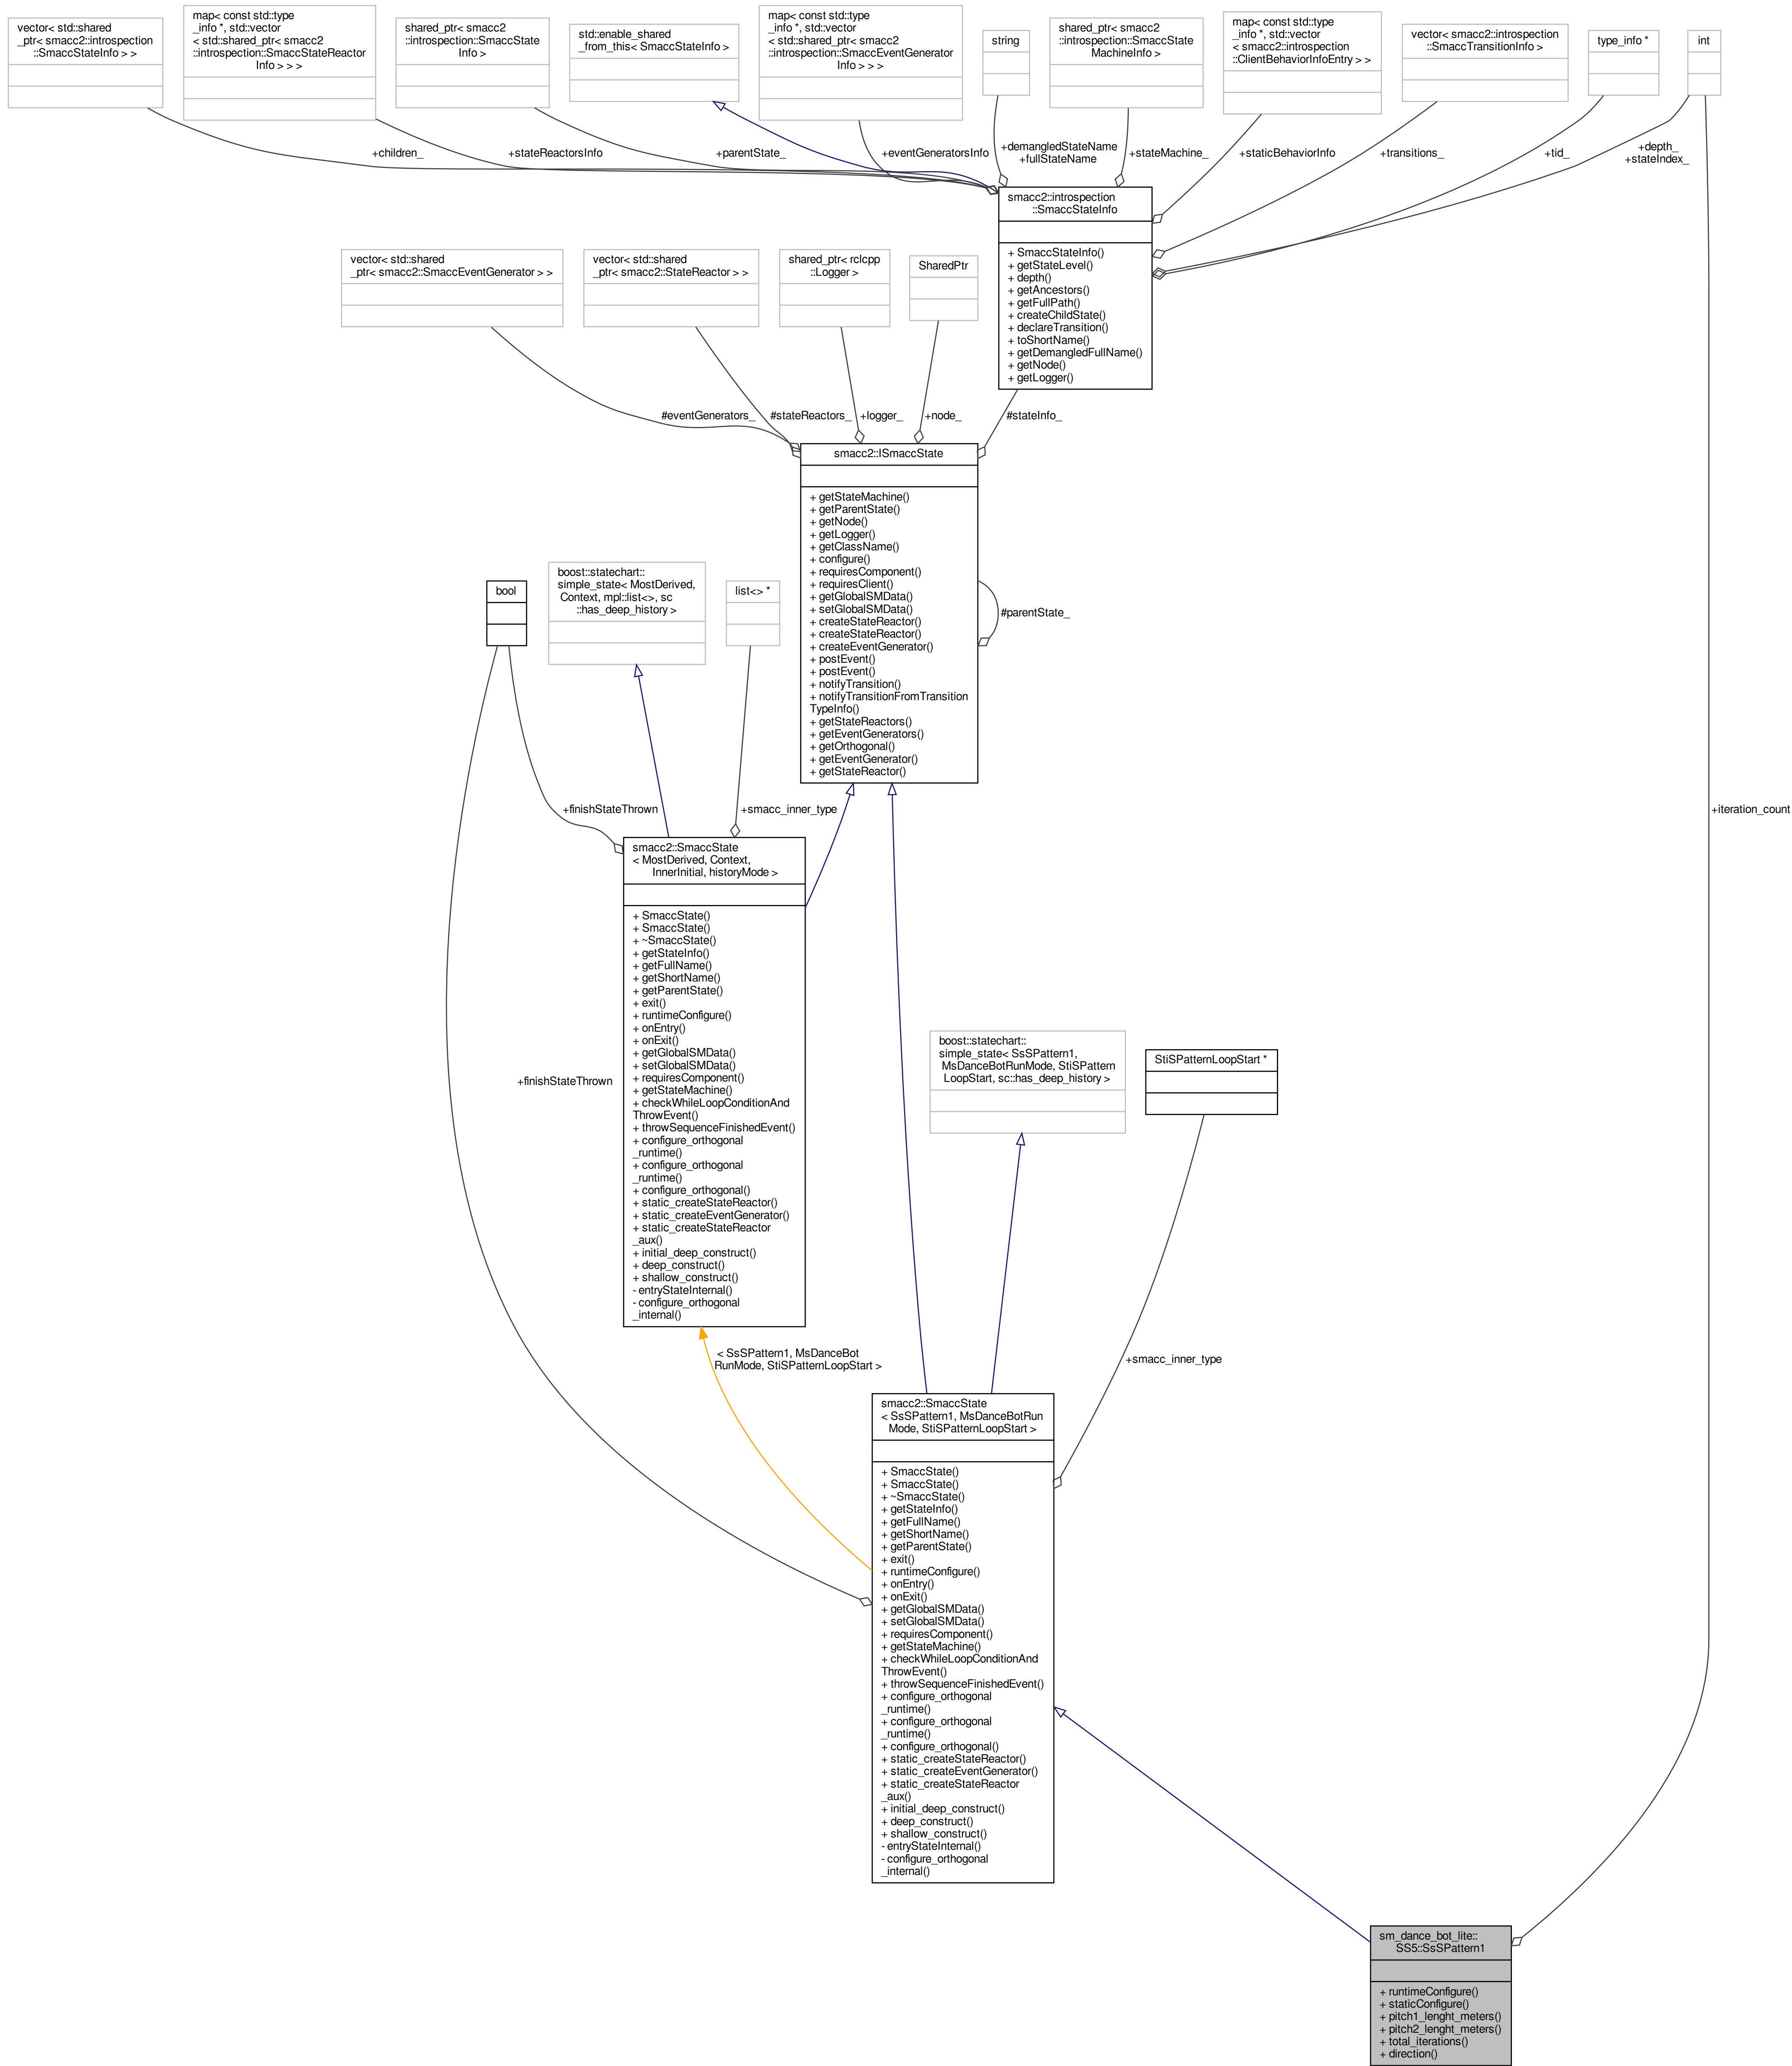 vector< std::shared
_ptr< smacc2::introspection
::SmaccStateInfo > >
map< const std::type
_info *, std::vector
< std::shared_ptr< smacc2
::introspection::SmaccStateReactor
Info > > >
shared_ptr< smacc2
::introspection::SmaccState
Info >
std::enable_shared
_from_this< SmaccStateInfo >
map< const std::type
_info *, std::vector
< std::shared_ptr< smacc2
::introspection::SmaccEventGenerator
Info > > >
string
shared_ptr< smacc2
::introspection::SmaccState
MachineInfo >
map< const std::type
_info *, std::vector
< smacc2::introspection
::ClientBehaviorInfoEntry > >
vector< smacc2::introspection
::SmaccTransitionInfo >
type_info *
int
+children_
+stateReactorsInfo
+parentState_
+eventGeneratorsInfo
+demangledStateName
+fullStateName
+stateMachine_
+staticBehaviorInfo
+transitions_
+tid_
+depth_
+stateIndex_
smacc2::introspection
::SmaccStateInfo
+ SmaccStateInfo()
+ getStateLevel()
+ depth()
+ getAncestors()
+ getFullPath()
+ createChildState()
+ declareTransition()
+ toShortName()
+ getDemangledFullName()
+ getNode()
+ getLogger()
vector< std::shared
_ptr< smacc2::SmaccEventGenerator > >
vector< std::shared
_ptr< smacc2::StateReactor > >
shared_ptr< rclcpp
::Logger >
SharedPtr
#eventGenerators_
#stateReactors_
+logger_
+node_
#stateInfo_
smacc2::ISmaccState
+ getStateMachine()
+ getParentState()
+ getNode()
+ getLogger()
+ getClassName()
+ configure()
+ requiresComponent()
+ requiresClient()
+ getGlobalSMData()
+ setGlobalSMData()
+ createStateReactor()
+ createStateReactor()
+ createEventGenerator()
+ postEvent()
+ postEvent()
+ notifyTransition()
+ notifyTransitionFromTransition
TypeInfo()
+ getStateReactors()
+ getEventGenerators()
+ getOrthogonal()
+ getEventGenerator()
+ getStateReactor()
#parentState_
bool
boost::statechart::
simple_state< MostDerived,
Context, mpl::list<>, sc
::has_deep_history >
list<> *
+finishStateThrown
+smacc_inner_type
+iteration_count
smacc2::SmaccState
< MostDerived, Context,
InnerInitial, historyMode >
+ SmaccState()
+ SmaccState()
+ ~SmaccState()
+ getStateInfo()
+ getFullName()
+ getShortName()
+ getParentState()
+ exit()
+ runtimeConfigure()
+ onEntry()
+ onExit()
+ getGlobalSMData()
+ setGlobalSMData()
+ requiresComponent()
+ getStateMachine()
+ checkWhileLoopConditionAnd
ThrowEvent()
+ throwSequenceFinishedEvent()
+ configure_orthogonal
_runtime()
+ configure_orthogonal
_runtime()
+ configure_orthogonal()
+ static_createStateReactor()
+ static_createEventGenerator()
+ static_createStateReactor
_aux()
+ initial_deep_construct()
+ deep_construct()
+ shallow_construct()
- entryStateInternal()
- configure_orthogonal
_internal()
+finishStateThrown
boost::statechart::
simple_state< SsSPattern1,
MsDanceBotRunMode, StiSPattern
LoopStart, sc::has_deep_history >
StiSPatternLoopStart *
< SsSPattern1, MsDanceBot
RunMode, StiSPatternLoopStart >
+smacc_inner_type
smacc2::SmaccState
< SsSPattern1, MsDanceBotRun
Mode, StiSPatternLoopStart >
+ SmaccState()
+ SmaccState()
+ ~SmaccState()
+ getStateInfo()
+ getFullName()
+ getShortName()
+ getParentState()
+ exit()
+ runtimeConfigure()
+ onEntry()
+ onExit()
+ getGlobalSMData()
+ setGlobalSMData()
+ requiresComponent()
+ getStateMachine()
+ checkWhileLoopConditionAnd
ThrowEvent()
+ throwSequenceFinishedEvent()
+ configure_orthogonal
_runtime()
+ configure_orthogonal
_runtime()
+ configure_orthogonal()
+ static_createStateReactor()
+ static_createEventGenerator()
+ static_createStateReactor
_aux()
+ initial_deep_construct()
+ deep_construct()
+ shallow_construct()
- entryStateInternal()
- configure_orthogonal
_internal()
sm_dance_bot_lite::
SS5::SsSPattern1
+ runtimeConfigure()
+ staticConfigure()
+ pitch1_lenght_meters()
+ pitch2_lenght_meters()
+ total_iterations()
+ direction()